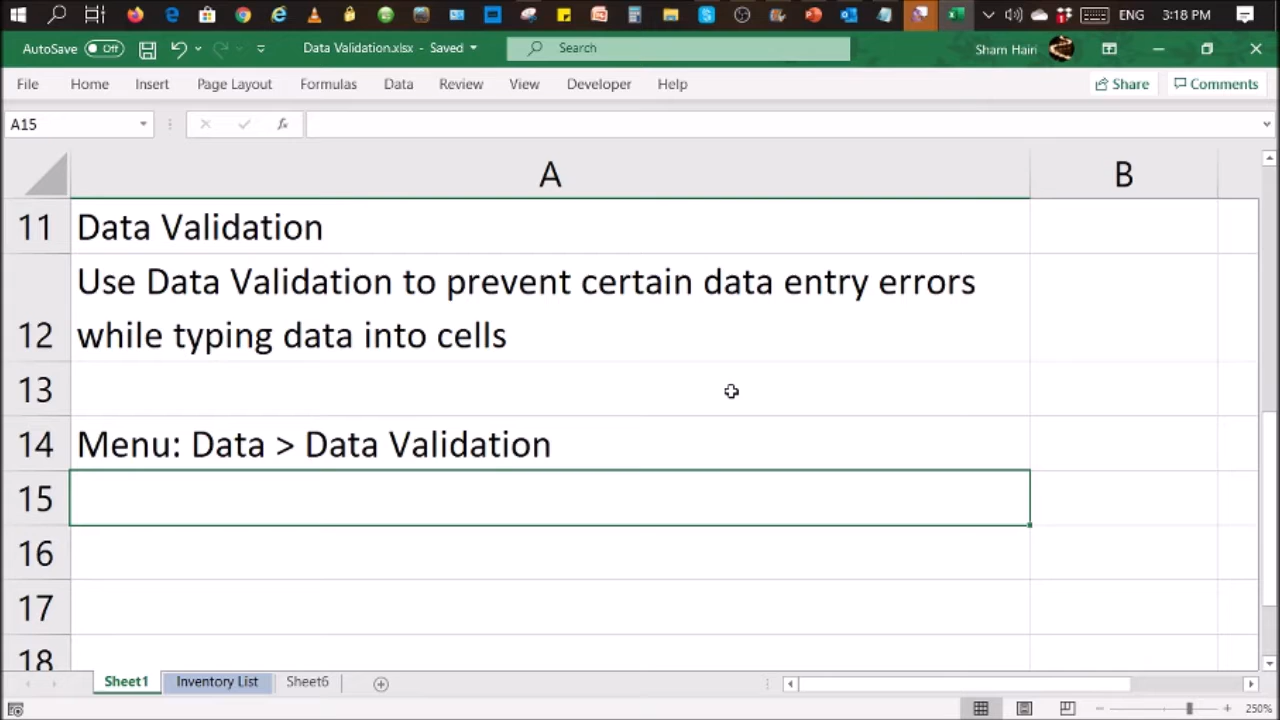 ENG 3:18 PM
AutoSave Off Data Validation.xlsx - Saved Search Sham Hairi
File Home Insert Page Layout Formulas Data Review View Developer Help Share Comments
A15 fx
A B
11 Data Validation
12 Use Data Validation to prevent certain data entry errors
while typing data into cells
13
14 Menu: Data > Data Validation
15
16
17
18
Sheet1 Inventory List Sheet6
250%